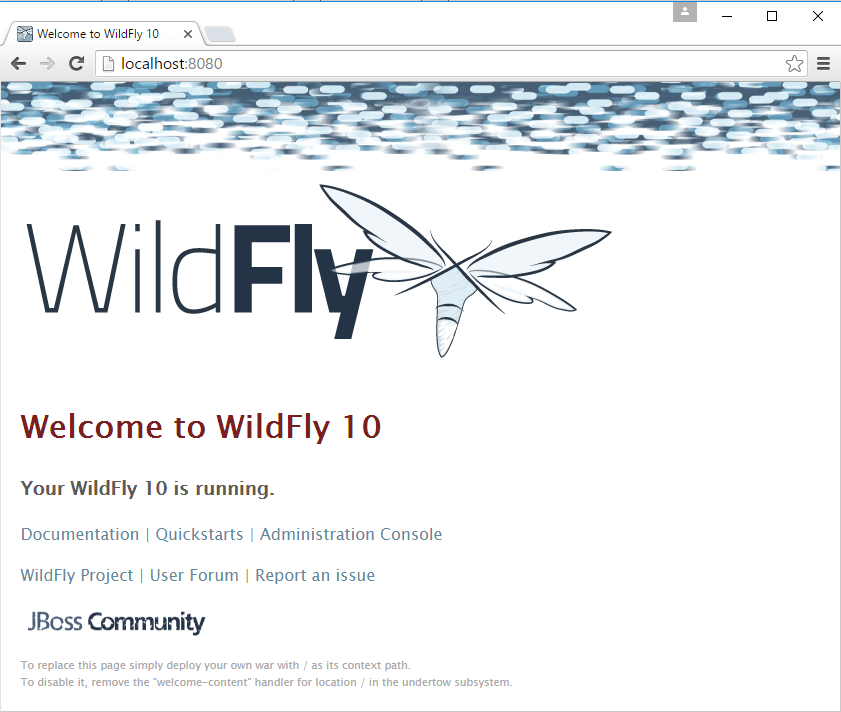 Welcome to WildFly 10
localhost:8080
WildFly
Welcome to WildFly 10
Your WildFly 10 is running.
Documentation | Quickstarts | Administration Console
WildFly Project | User Forum | Report an issue
JBoss Community
To replace this page simply deploy your own war with / as its context path.
To disable it, remove the "welcome-content" handler for location / in the undertow subsystem.